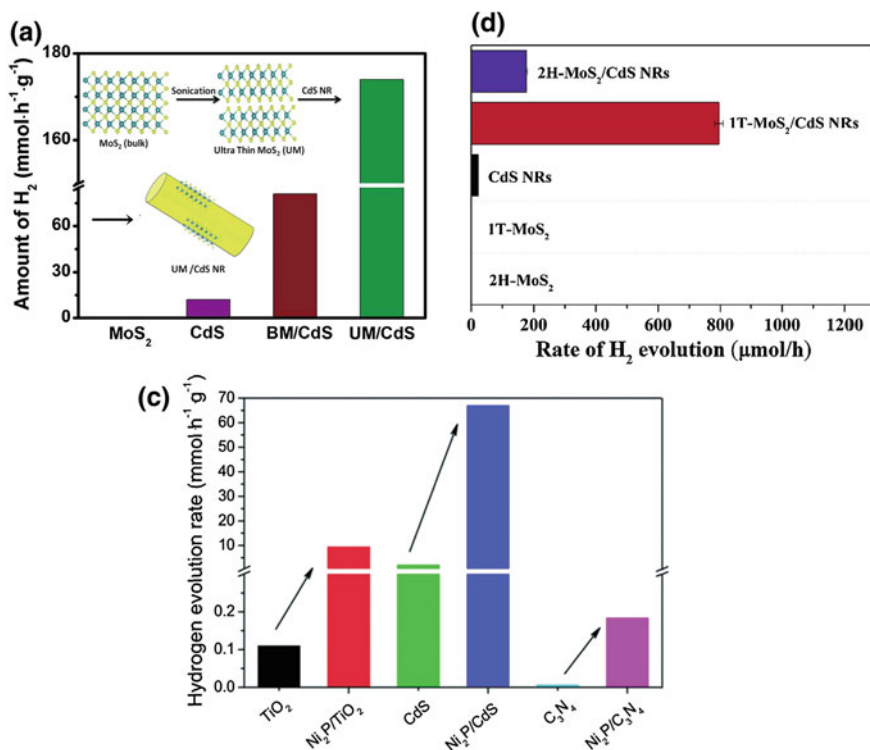 (a)
Amount of H₂ (mmol·h⁻¹·g⁻¹)
180
160
60
30
0
MoS₂ (bulk)
Sonication
Ultra Thin MoS₂ (UM)
CdS NR
UM /CdS NR
MoS₂
CdS
BM/CdS
UM/CdS
(d)
2H-MoS₂/CdS NRs
1T-MoS₂/CdS NRs
CdS NRs
1T-MoS₂
2H-MoS₂
0 200 400 600 800 1000 1200
Rate of H₂ evolution (μmol/h)
(c)
Hydrogen evolution rate (mmol·h⁻¹ g⁻¹)
70
60
50
40
30
20
10
0.2
0.1
0.0
TiO₂
Ni₂P/TiO₂
CdS
Ni₂P/CdS
C₃N₄
Ni₂P/C₃N₄